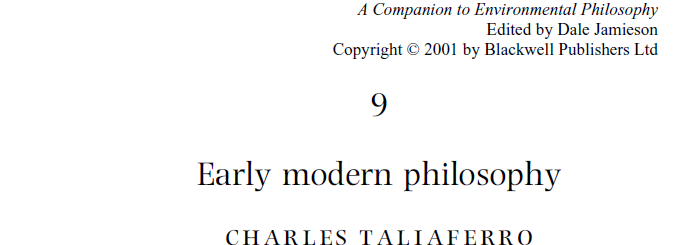 A Companion to Environmental Philosophy
Edited by Dale Jamieson
Copyright © 2001 by Blackwell Publishers Ltd
9
Early modern philosophy
CHARLES TALIAFERRO